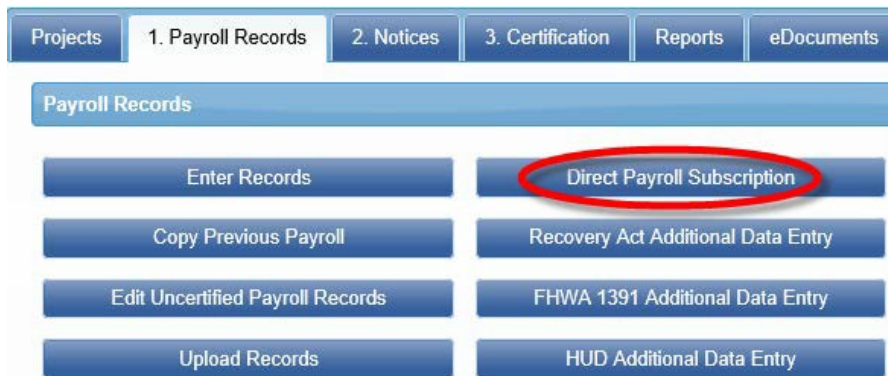 Projects
1. Payroll Records
2. Notices
3. Certification
Reports
eDocuments
Payroll Records
Enter Records
Direct Payroll Subscription
Copy Previous Payroll
Recovery Act Additional Data Entry
Edit Uncertified Payroll Records
FHWA 1391 Additional Data Entry
Upload Records
HUD Additional Data Entry